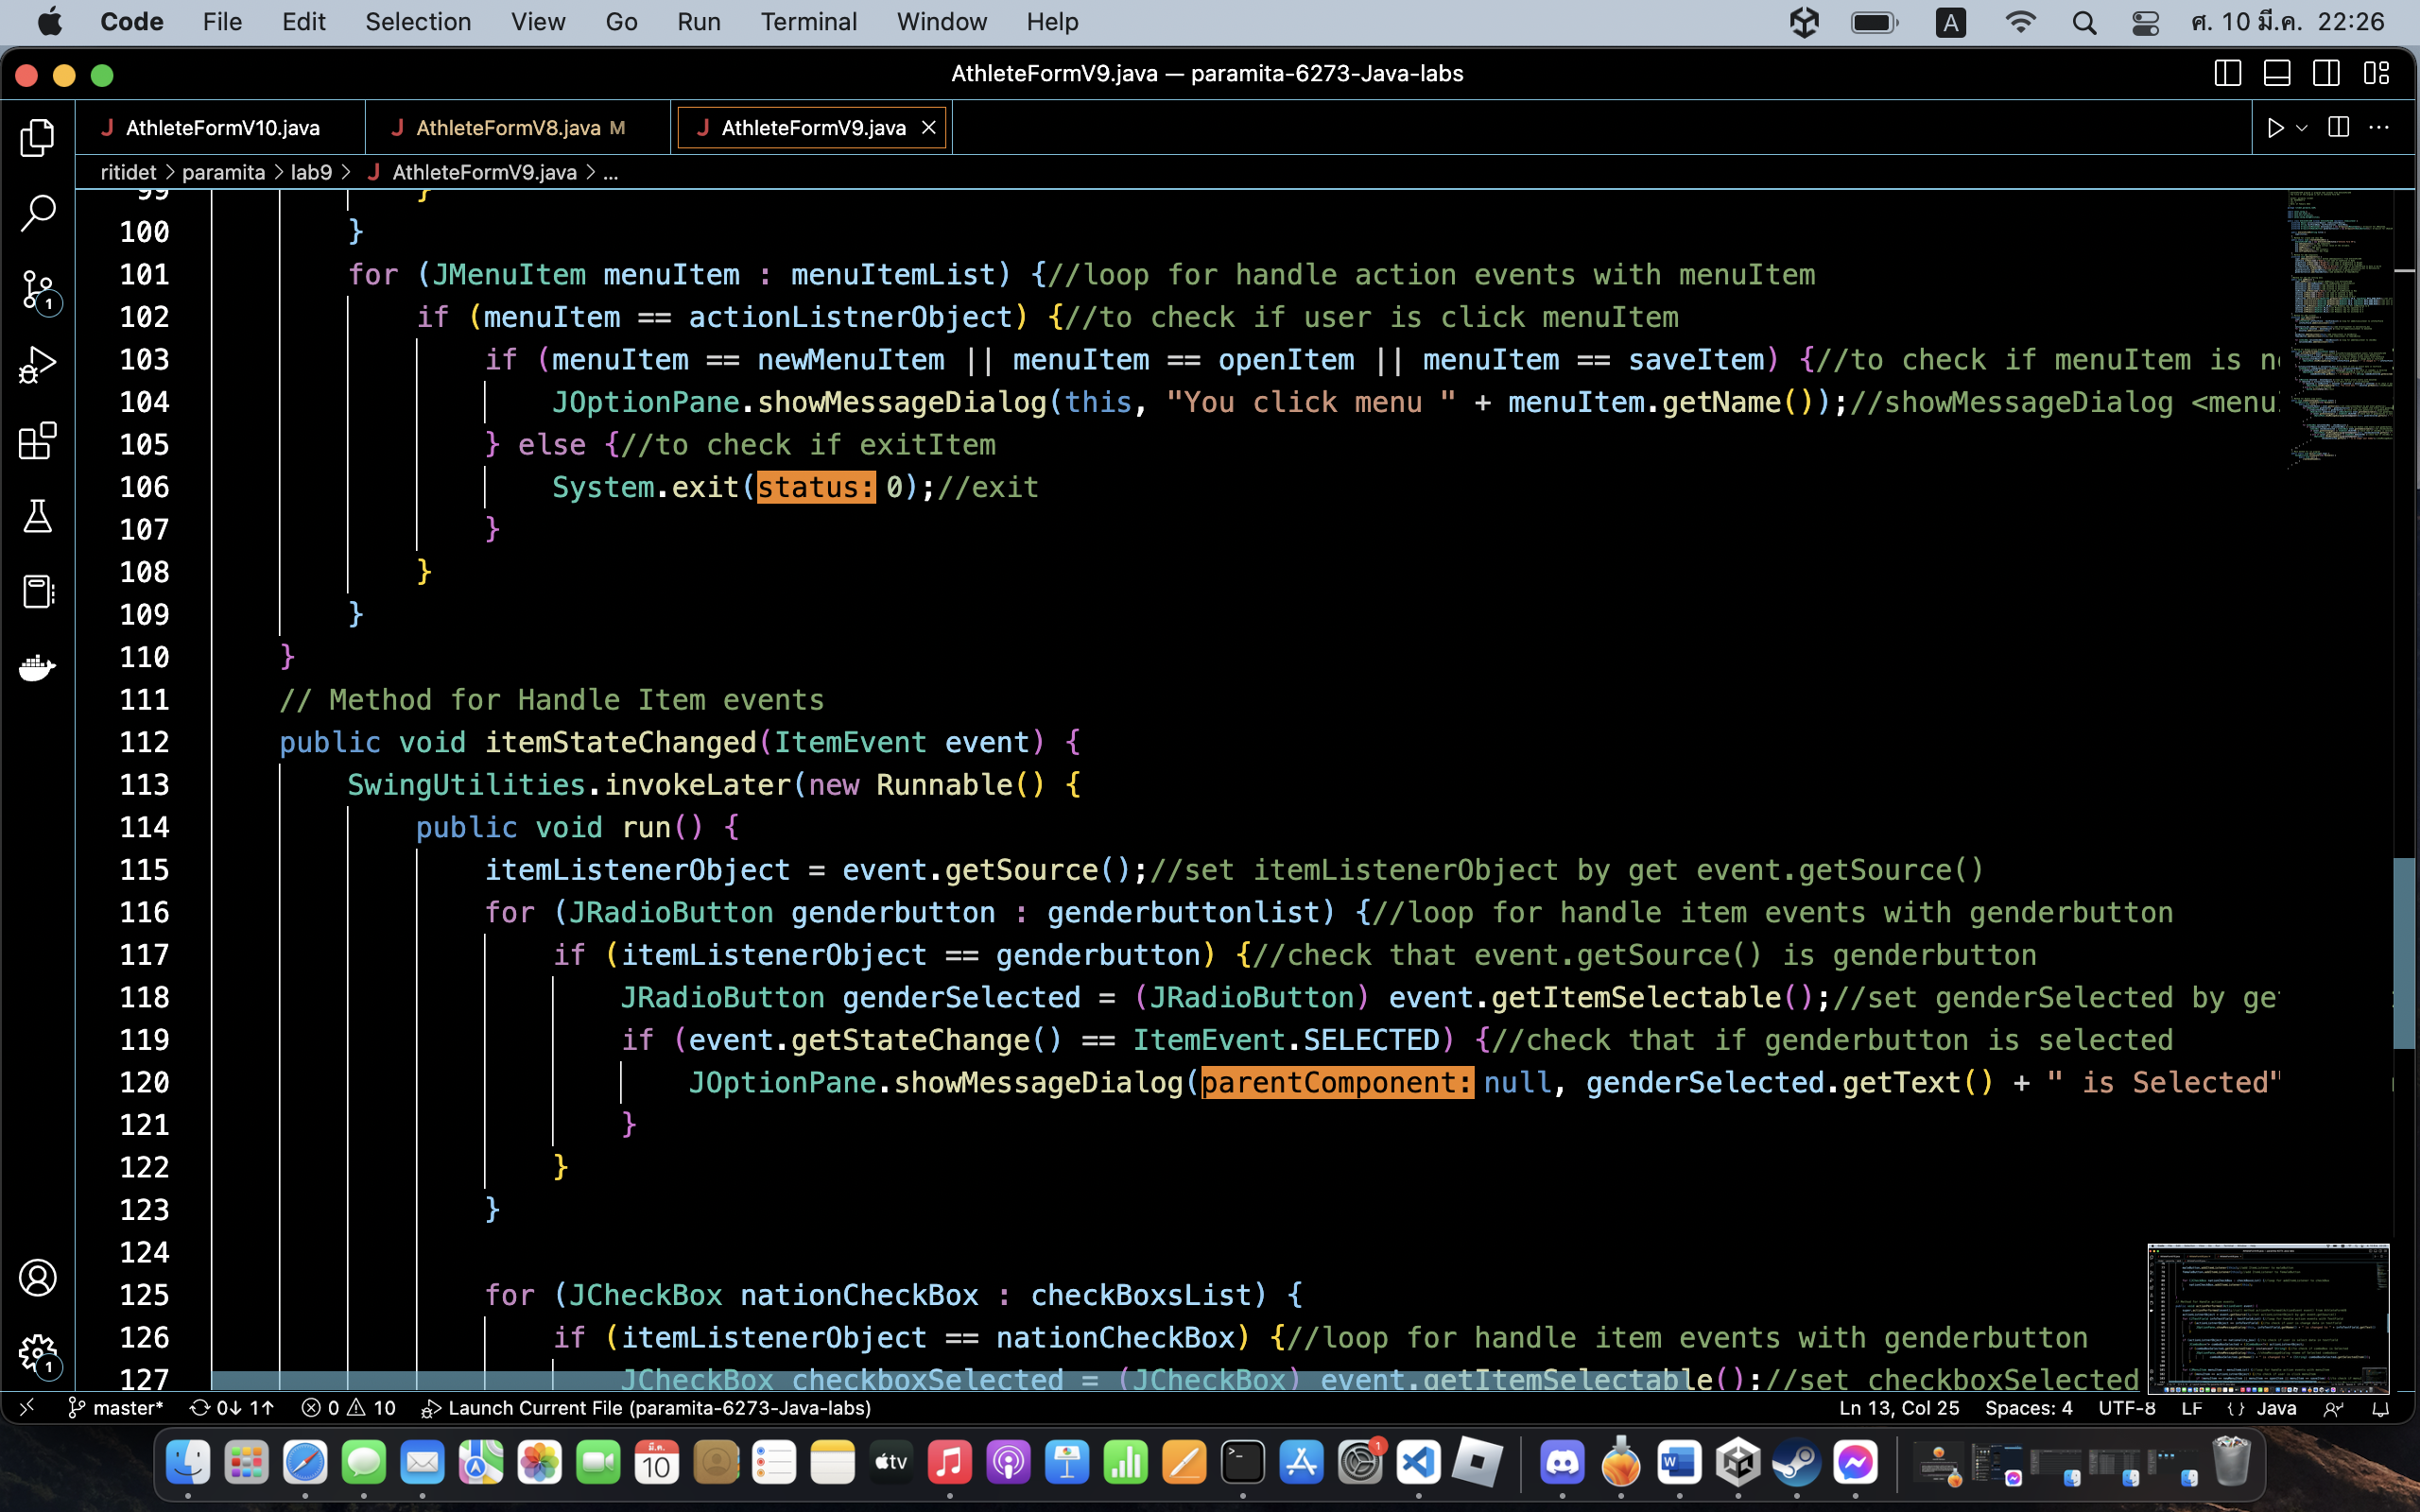 Code File Edit Selection View Go Run Terminal Window Help A ศ. 10 มี.ค. 22:26
AthleteFormV9.java — paramita-6273-Java-labs
J AthleteFormV10.java J AthleteFormV8.java M J AthleteFormV9.java
ritidet > paramita > lab9 > J AthleteFormV9.java > ...
99 }
100 }
101 for (JMenuItem menuItem : menuItemList) {//loop for handle action events with menuItem
102 if (menuItem == actionListnerObject) {//to check if user is click menuItem
103 if (menuItem == newMenuItem || menuItem == openItem || menuItem == saveItem) {//to check if menuItem is
104 JOptionPane.showMessageDialog(this, "You click menu " + menuItem.getName());//showMessageDialog <menu
105 } else {//to check if exitItem
106 System.exit(status: 0);//exit
107 }
108 }
109 }
110 }
111 // Method for Handle Item events
112 public void itemStateChanged(ItemEvent event) {
113 SwingUtilities.invokeLater(new Runnable() {
114 public void run() {
115 itemListenerObject = event.getSource();//set itemListenerObject by get event.getSource()
116 for (JRadioButton genderbutton : genderbuttonlist) {//loop for handle item events with genderbutton
117 if (itemListenerObject == genderbutton) {//check that event.getSource() is genderbutton
118 JRadioButton genderSelected = (JRadioButton) event.getItemSelectable();//set genderSelected by ge
119 if (event.getStateChange() == ItemEvent.SELECTED) {//check that if genderbutton is selected
120 JOptionPane.showMessageDialog(parentComponent: null, genderSelected.getText() + " is Selected"
121 }
122 }
123 }
124
125 for (JCheckBox nationCheckBox : checkBoxsList) {
126 if (itemListenerObject == nationCheckBox) {//loop for handle item events with genderbutton
127 JCheckBox checkboxSelected = (JCheckBox) event.getItemSelectable();//set checkboxSelected
1
1
master* 0↓ 1↑ 0 10 Launch Current File (paramita-6273-Java-labs) Ln 13, Col 25 Spaces: 4 UTF-8 LF {} Java
มี.ค. 10 tv 1 W